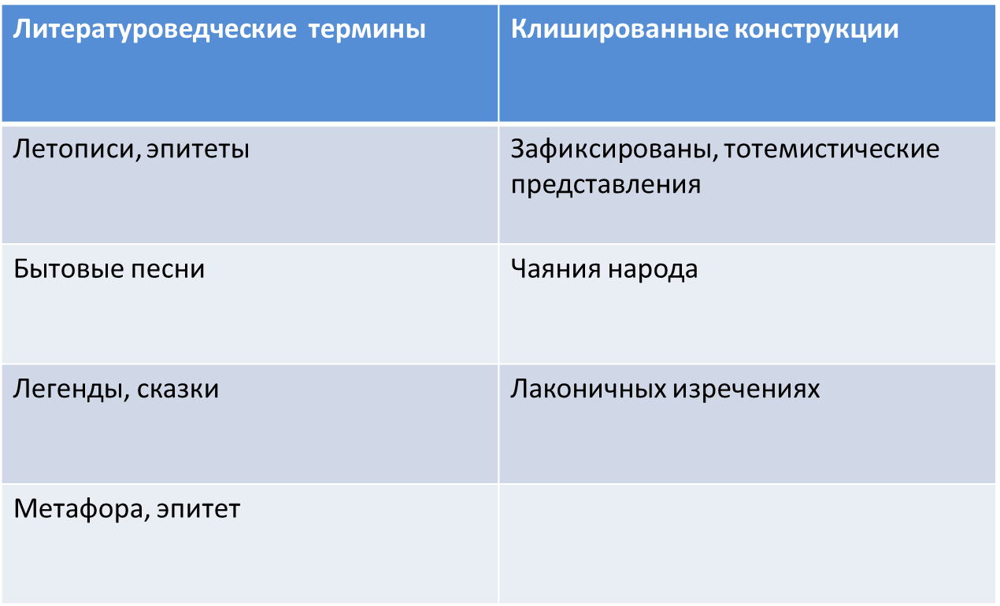 Литературоведческие термины
Клишированные конструкции
Летописи, эпитеты
Зафиксированы, тотемистические
представления
Бытовые песни
Чаяния народа
Легенды, сказки
Лаконичных изречениях
Метафора, эпитет